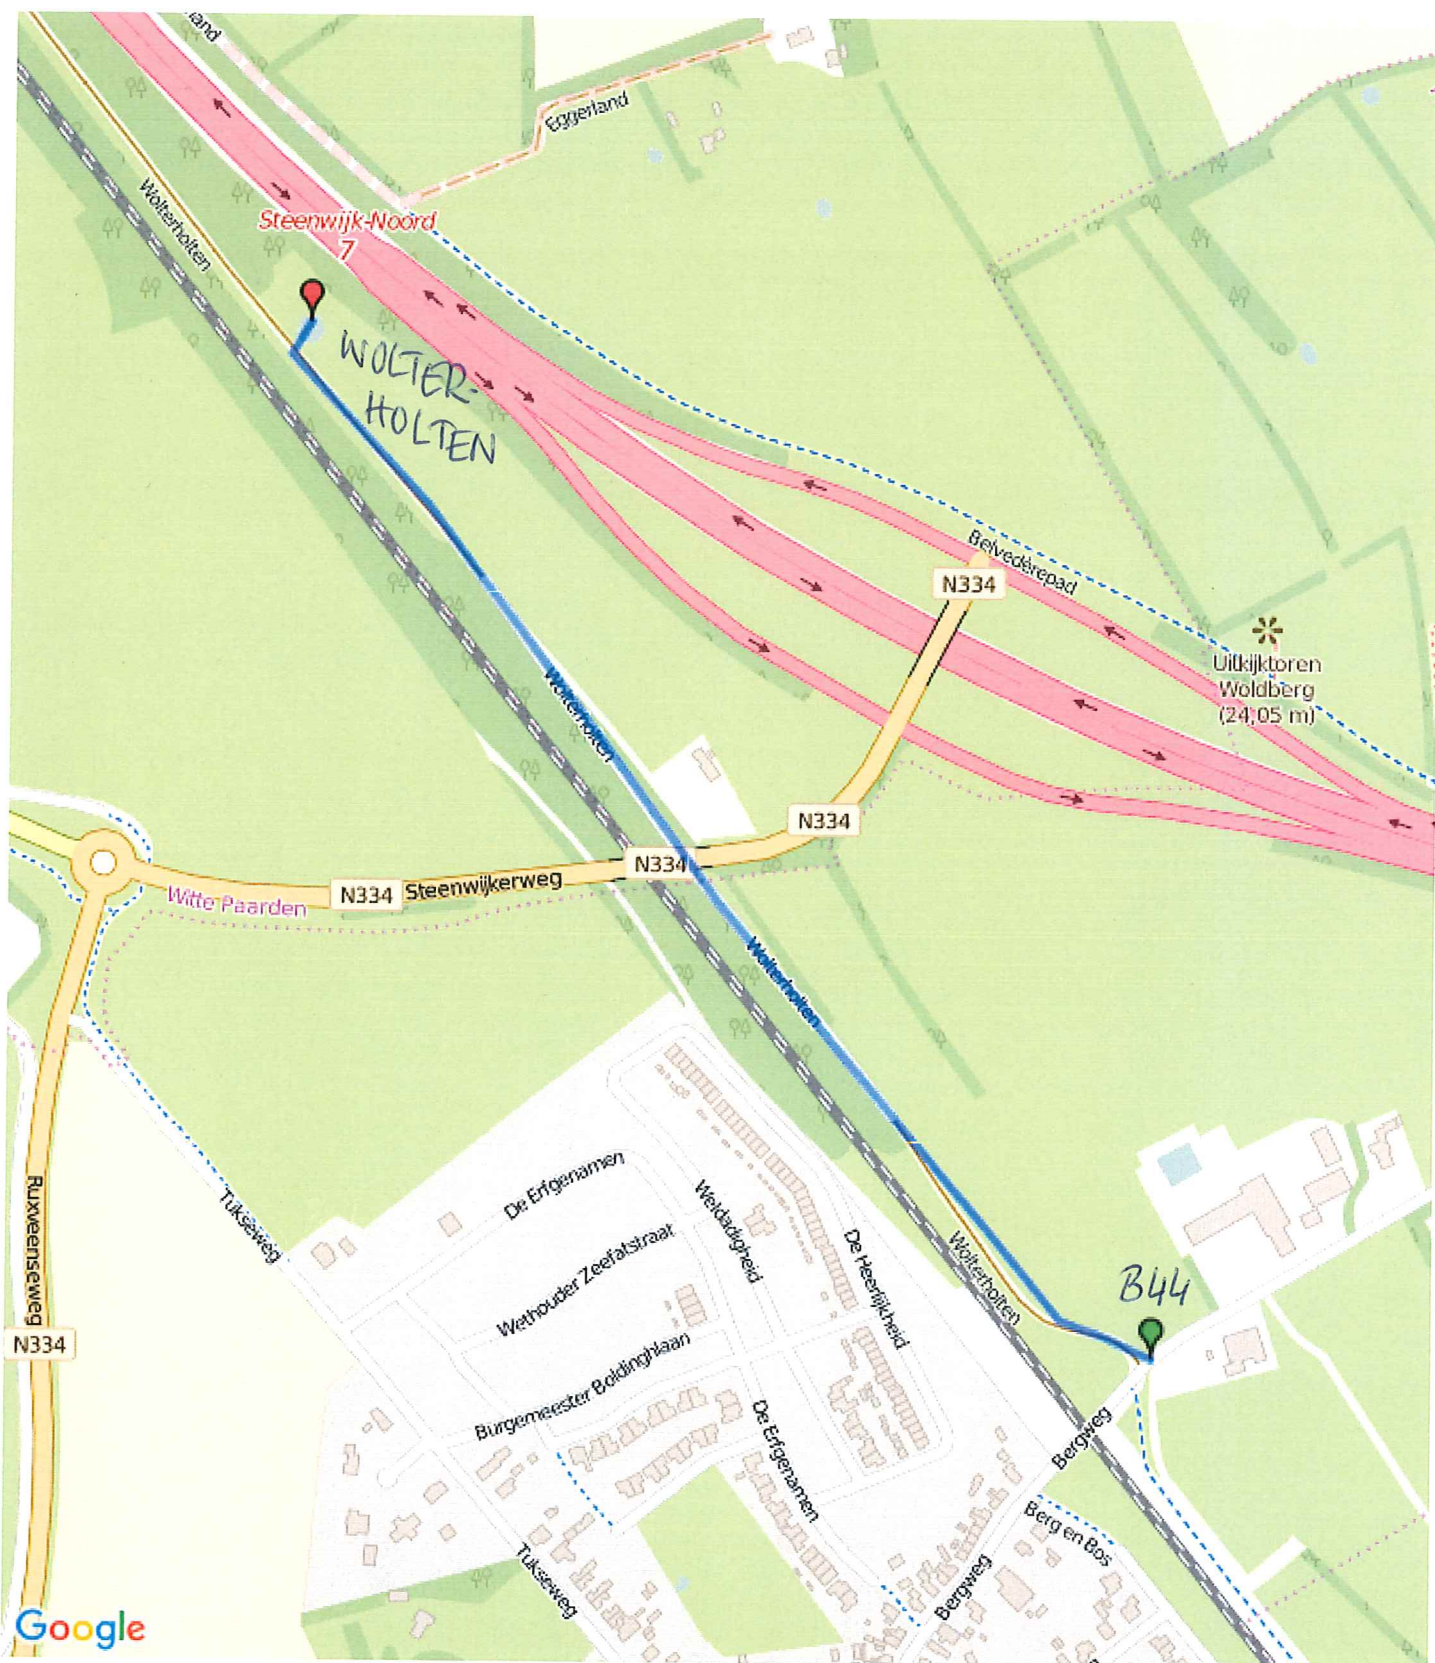 land
Eggerland
Wolterholten
Steenwijk-Noord
7
WOLTER-
HOLTEN
Belvedèrepad
N334
Uitkijktoren
Woldberg
(24,05 m)
Wolterholten
N334
N334
N334
Steenwijkerweg
Witte Paarden
Wolterholten
De Erfgenamen
Tukseweg
Ruxveenseweg
Weldadigheid
Wethouder Zeefatstraat
De Heerlijkheid
Wolterholten
B44
N334
Burgemeester Boldinghlaan
De Erfgenamen
Bergweg
Berg en Bos
Tukseweg
Bergweg
Google